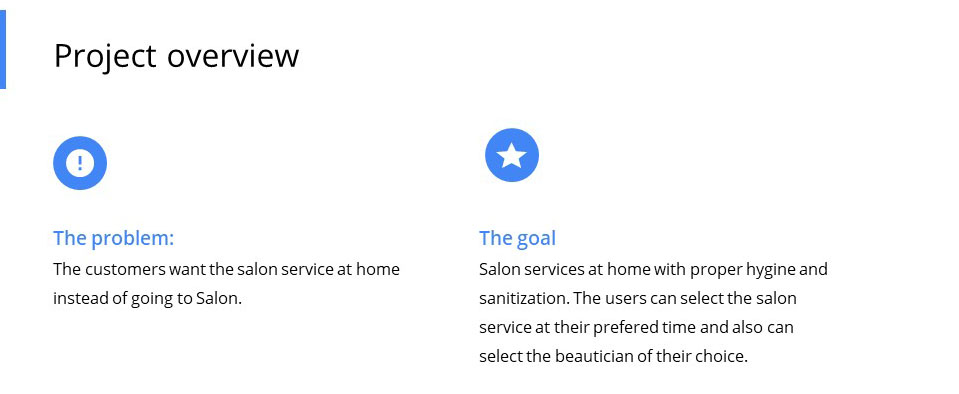 Project overview
The problem:
The customers want the salon service at home
instead of going to Salon.
The goal
Salon services at home with proper hygine and
sanitization. The users can select the salon
service at their prefered time and also can
select the beautician of their choice.